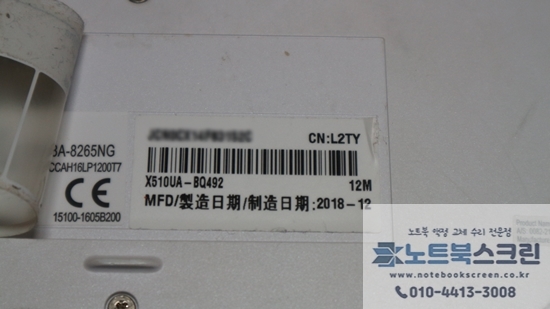 CN:L2TY
BA-8265NG
CCAH16LP1200T7
CE
15100-1605B200
X510UA-BQ492
12M
MFD/製造日期/制造日期:2018-12
노트북 액정 교체 수리 전문점
노트북스크린
www.notebookscreen.co.kr
010-4413-3008
Product Name